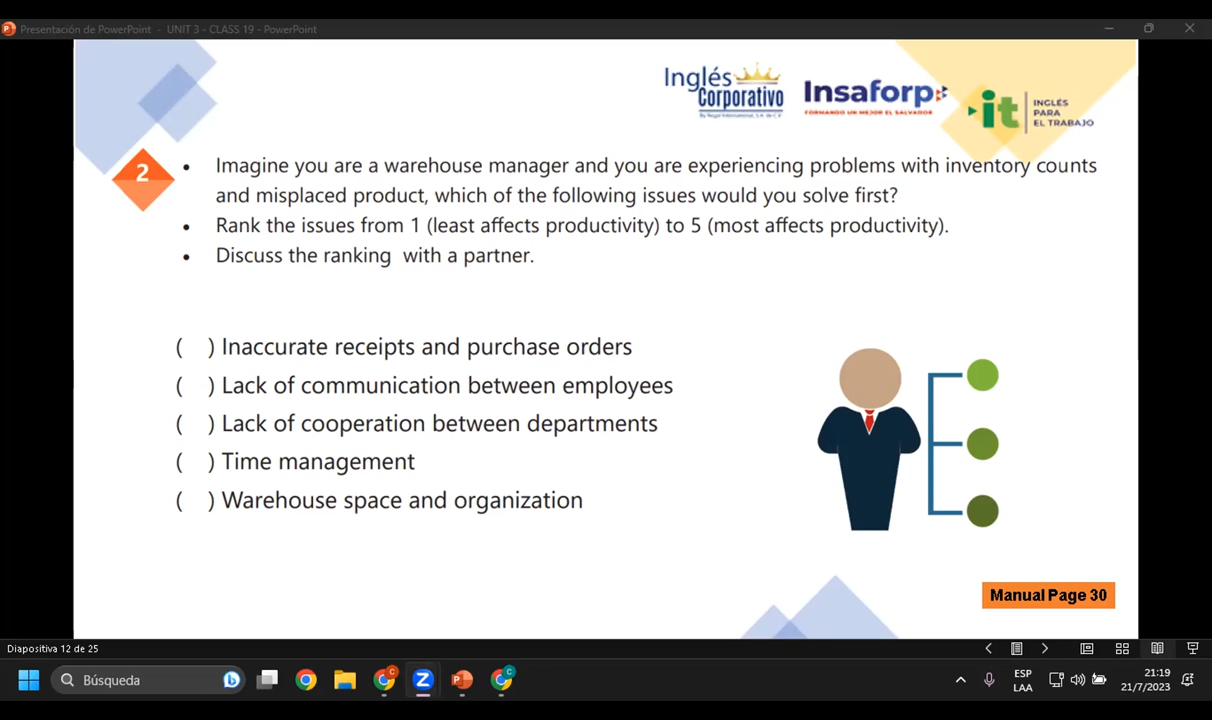 Presentación de PowerPoint - UNIT 3 - CLASS 19 - PowerPoint
Inglés
Corporativo
By Regal International, S.A. de C.V.
Insaforp
FORMANDO UN MEJOR EL SALVADOR
it
INGLÉS
PARA
EL TRABAJO
2
• Imagine you are a warehouse manager and you are experiencing problems with inventory counts
and misplaced product, which of the following issues would you solve first?
• Rank the issues from 1 (least affects productivity) to 5 (most affects productivity).
• Discuss the ranking with a partner.
( ) Inaccurate receipts and purchase orders
( ) Lack of communication between employees
( ) Lack of cooperation between departments
( ) Time management
( ) Warehouse space and organization
Manual Page 30
Diapositiva 12 de 25
Búsqueda
ESP
LAA
21:19
21/7/2023